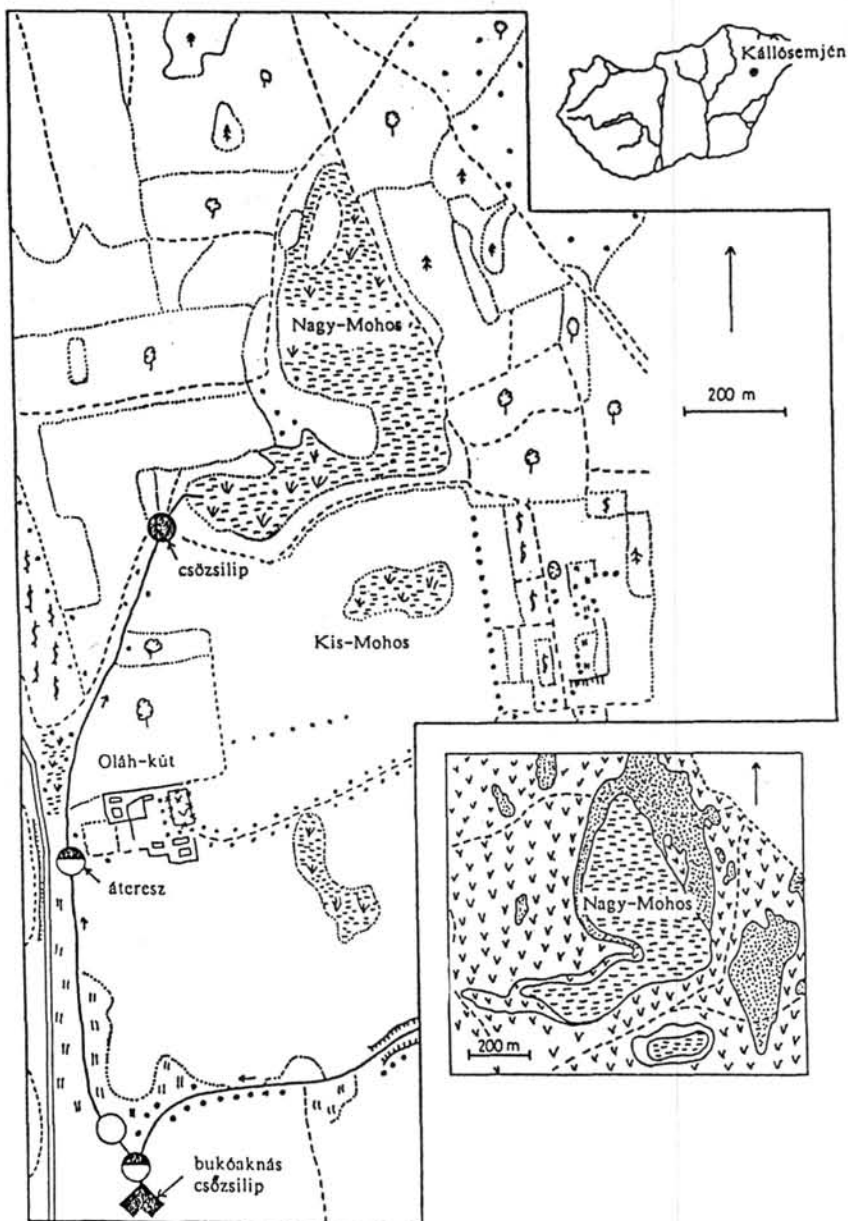 Kállósemjén
Nagy-Mohos
200 m
csőzsilip
Kis-Mohos
Oláh-kút
áteresz
Nagy-Mohos
200 m
bukóaknás
csőzsilip